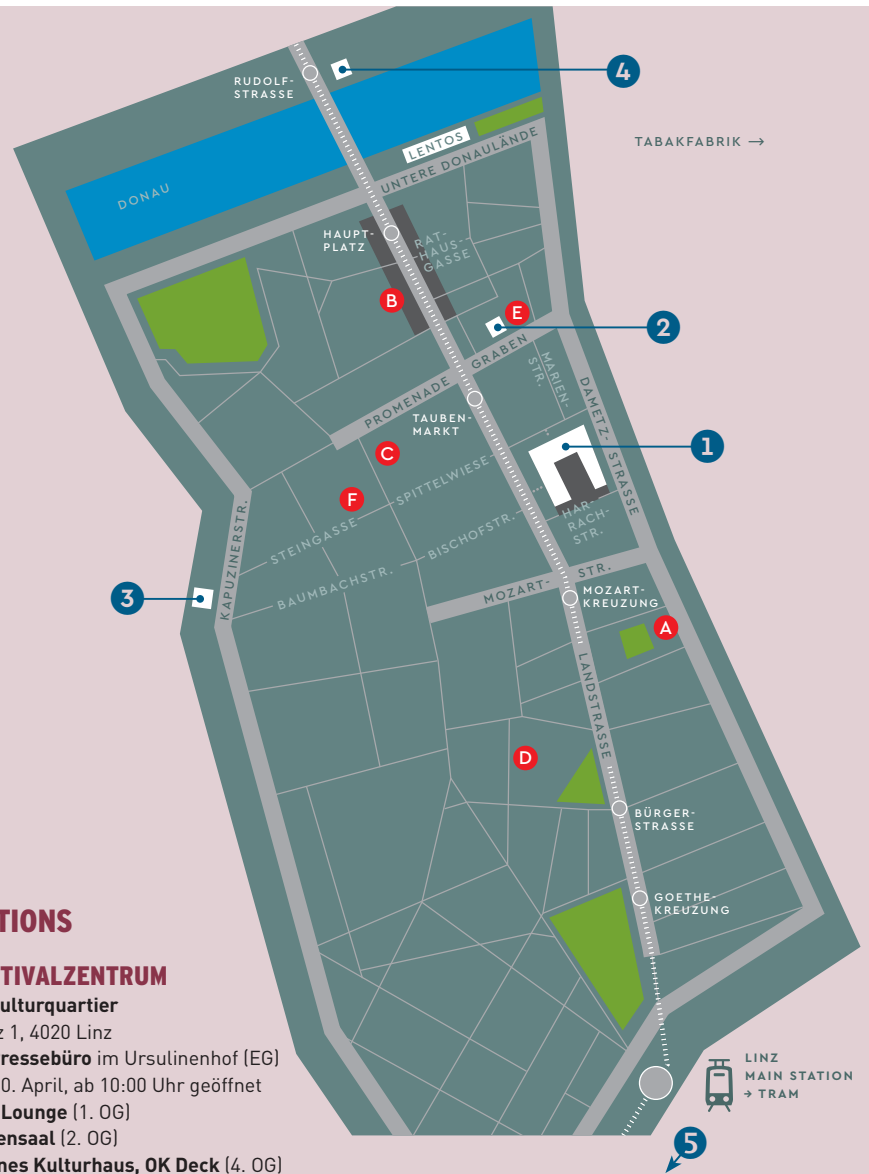 4
RUDOLF-
STRASSE
TABAKFABRIK →
LENTOS
UNTERE DONAULÄNDE
DONAU
HAUPT-
PLATZ
RAT-
HAUS-
GASSE
B
E
2
GRABEN
MARIEN-
STR.
PROMENADE
DAMETZ- STRASSE
TAUBEN-
MARKT
1
C
SPITTELWIESE
F
STEINGASSE
BISCHOFSTR.
HAR-
RACH-
STR.
KAPUZINERSTR.
BAUMBACHSTR.
MOZART- STR.
3
MOZART-
KREUZUNG
A
LANDSTRASSE
D
BÜRGER-
STRASSE
GOETHE-
KREUZUNG
TIONS
TIVALZENTRUM
ulturquartier
z 1, 4020 Linz
ressebüro im Ursulinenhof (EG)
0. April, ab 10:00 Uhr geöffnet
Lounge (1. OG)
ensaal (2. OG)
nes Kulturhaus, OK Deck (4. OG)
LINZ
MAIN STATION
→ TRAM
5